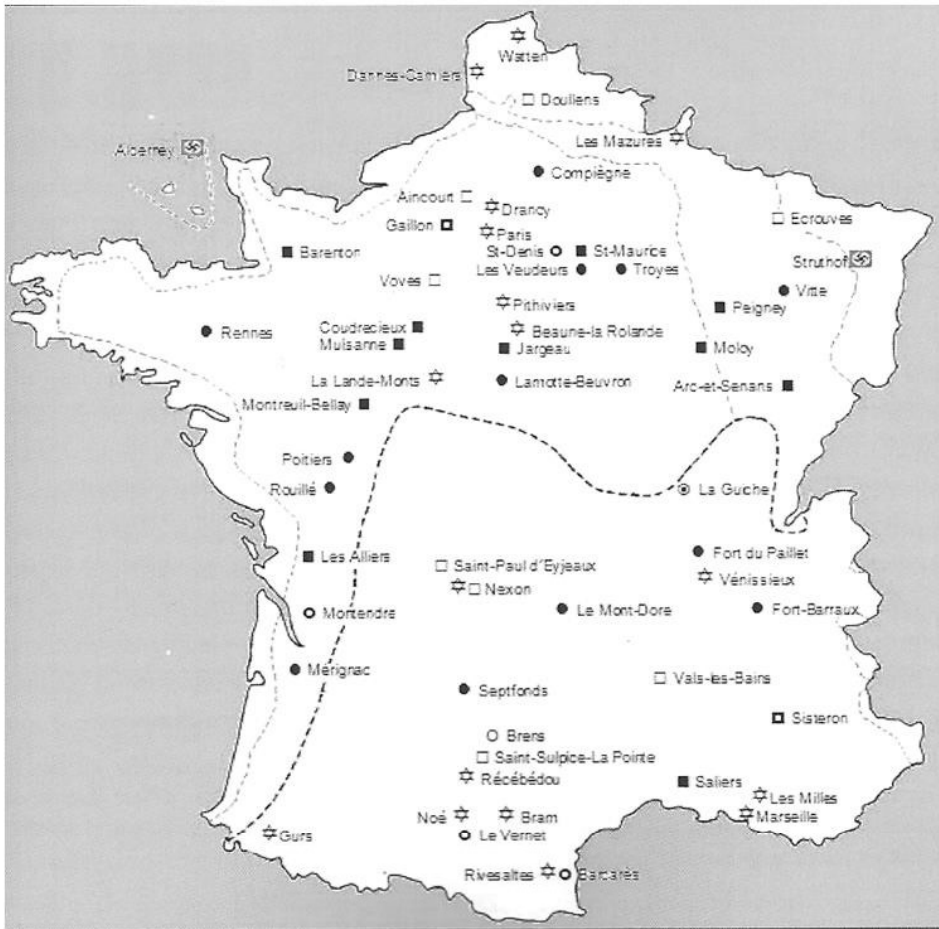 Watten
Dannes-Camiers
Doullens
Alberney
Les Mazures
Compiègne
Aincourt
Drancy
Ecrouves
Gaillon
Paris
Barenton
St-Denis
St-Maurice
Struthof
Les Veudeurs
Troyes
Voves
Vitte
Pithiviers
Peigney
Rennes
Coudrecieux
Beaune-la Rolande
Mulsanne
Jargeau
Moloy
La Lande-Monts
Lamotte-Beuvron
Arc-et-Senans
Montreuil-Bellay
Poitiers
Rouillé
La Guiche
Les Alliers
Fort du Paillet
Saint-Paul d'Eyjeaux
Vénissieux
Nexon
Montendre
Le Mont-Dore
Fort-Barraux
Mérignac
Vals-les-Bains
Septfonds
Sisteron
Brens
Saint-Sulpice-La Pointe
Récébédou
Saliers
Les Milles
Noé
Bram
Marseille
Gurs
Le Vernet
Rivesaltes
Barcarès